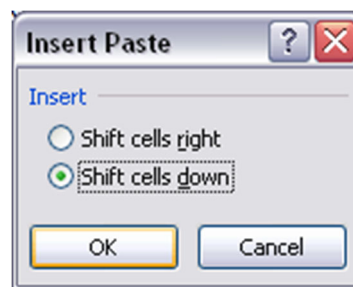 Insert Paste ?
Insert
Shift cells right
Shift cells down
OK Cancel